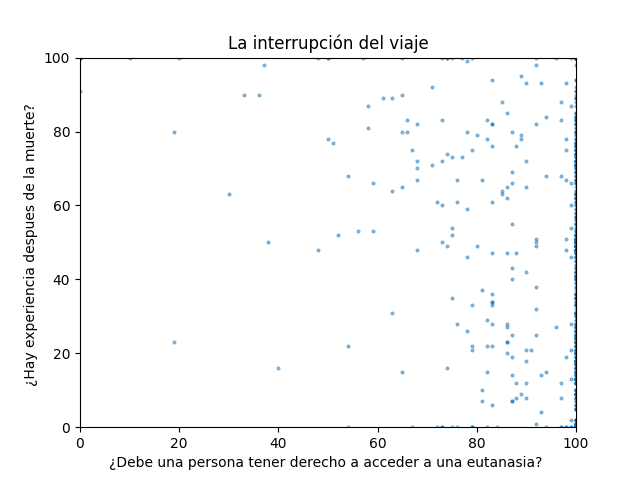 La interrupción del viaje
100
80
60
40
20
0
¿Hay experiencia despues de la muerte?
0 20 40 60 80 100
¿Debe una persona tener derecho a acceder a una eutanasia?